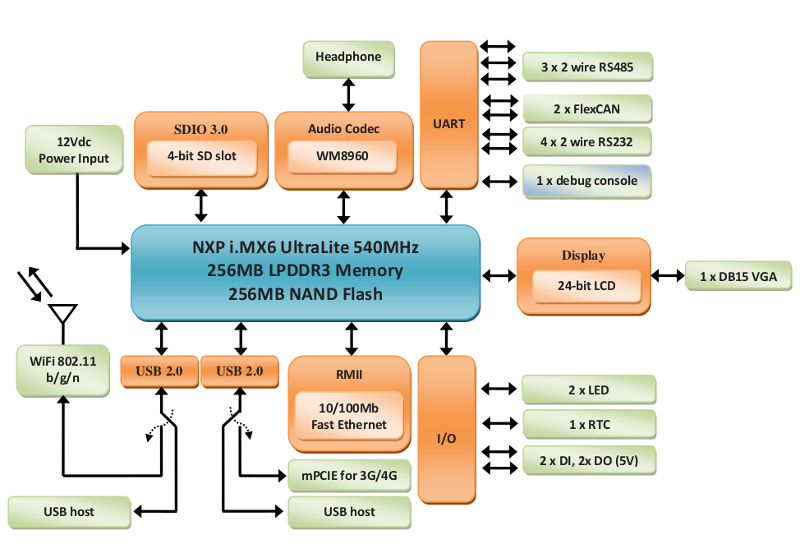 Headphone
UART
3 x 2 wire RS485
2 x FlexCAN
4 x 2 wire RS232
1 x debug console
12Vdc
Power Input
SDIO 3.0
4-bit SD slot
Audio Codec
WM8960
NXP i.MX6 UltraLite 540MHz
256MB LPDDR3 Memory
256MB NAND Flash
Display
24-bit LCD
1 x DB15 VGA
WiFi 802.11
b/g/n
USB 2.0
USB 2.0
RMII
10/100Mb
Fast Ethernet
I/O
2 x LED
1 x RTC
2 x DI, 2x DO (5V)
mPCIE for 3G/4G
USB host
USB host